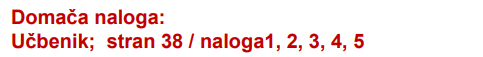 Domača naloga:
Učbenik;  stran 38 / naloga1, 2, 3, 4, 5